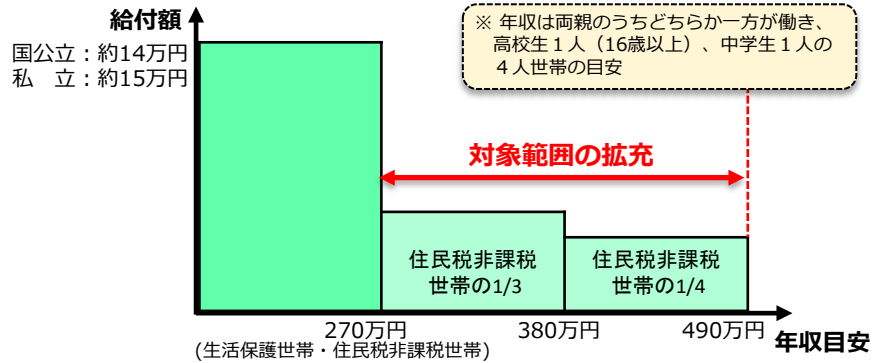 給付額
国公立：約14万円
私　立：約15万円
※ 年収は両親のうちどちらか一方が働き、
高校生１人（16歳以上）、中学生１人の
４人世帯の目安
対象範囲の拡充
住民税非課税
世帯の1/3
住民税非課税
世帯の1/4
270万円
380万円
490万円
年収目安
(生活保護世帯・住民税非課税世帯)